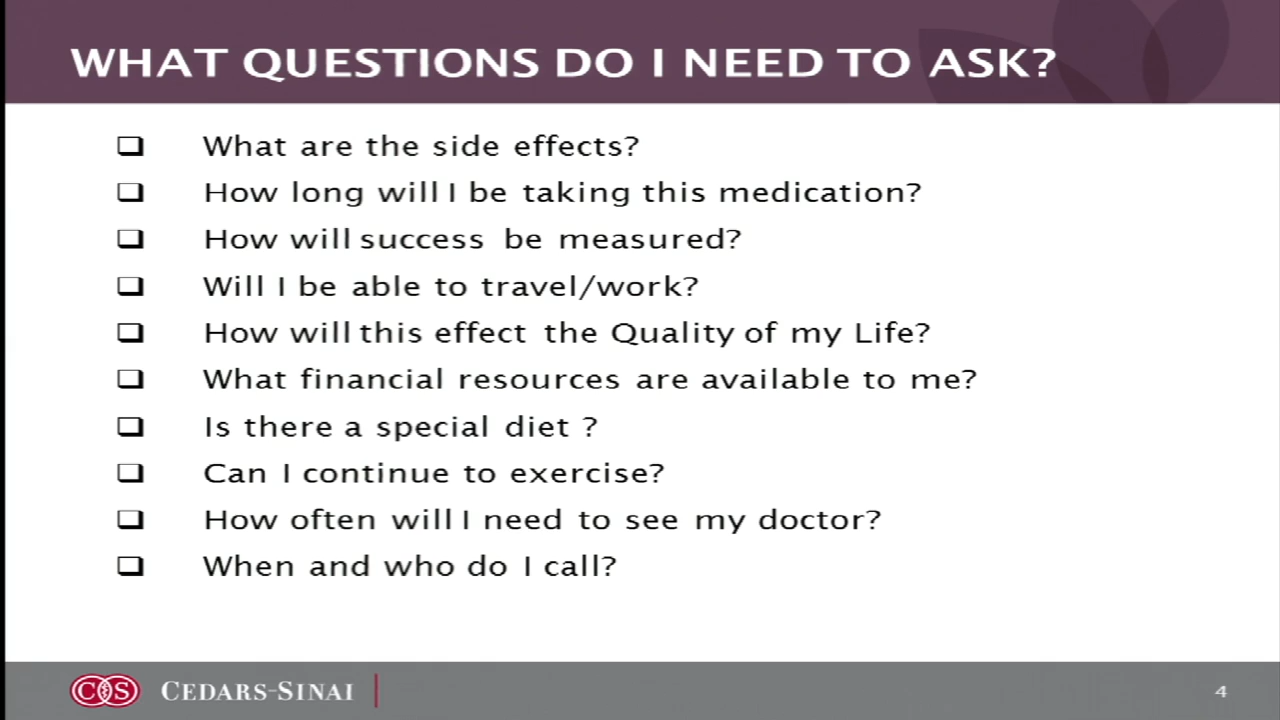 WHAT QUESTIONS DO I NEED TO ASK?
What are the side effects?
How long will I be taking this medication?
How will success be measured?
Will I be able to travel/work?
How will this effect the Quality of my Life?
What financial resources are available to me?
Is there a special diet ?
Can I continue to exercise?
How often will I need to see my doctor?
When and who do I call?
CS CEDARS-SINAI
4